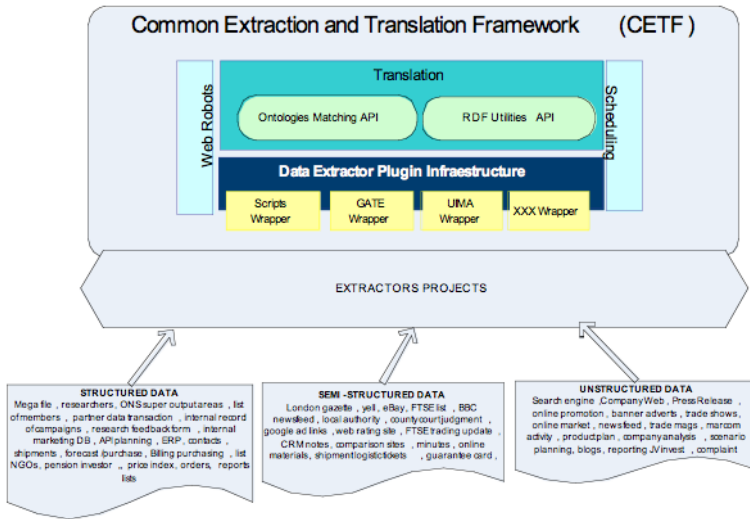 Common Extraction and Translation Framework (CETF )
Web Robots
Translation
Scheduling
Ontologies Matching API
RDF Utilities API
Data Extractor Plugin Infraestructure
Scripts
Wrapper
GATE
Wrapper
UIMA
Wrapper
XXX Wrapper
EXTRACTORS PROJECTS
STRUCTURED DATA
Mega file , researchers, ONS super output areas , list
of members , partner data transaction , internal record
of campaigns , research feedback form , internal
marketing DB , API planning , ERP , contacts ,
shipments , forecast /purchase, Billing purchasing , list
NGOs, pension investor ,, price index, orders, reports
lists
SEMI -STRUCTURED DATA
London gazette , yell, eBay, FTSE list , BBC
newsfeed, local authority , county court judgment ,
google ad links , web rating site , FTSE trading update ,
CRM notes, comparison sites , minutes , online
materials, shipment logistic tickets , guarantee card ,
UNSTRUCTURED DATA
Search engine ,Company Web , Press Release ,
online promotion , banner adverts , trade shows,
online market , newsfeed , trade mags , marcom
activity , product plan , company analysis , scenario
planning, blogs, reporting JV invest , complaint